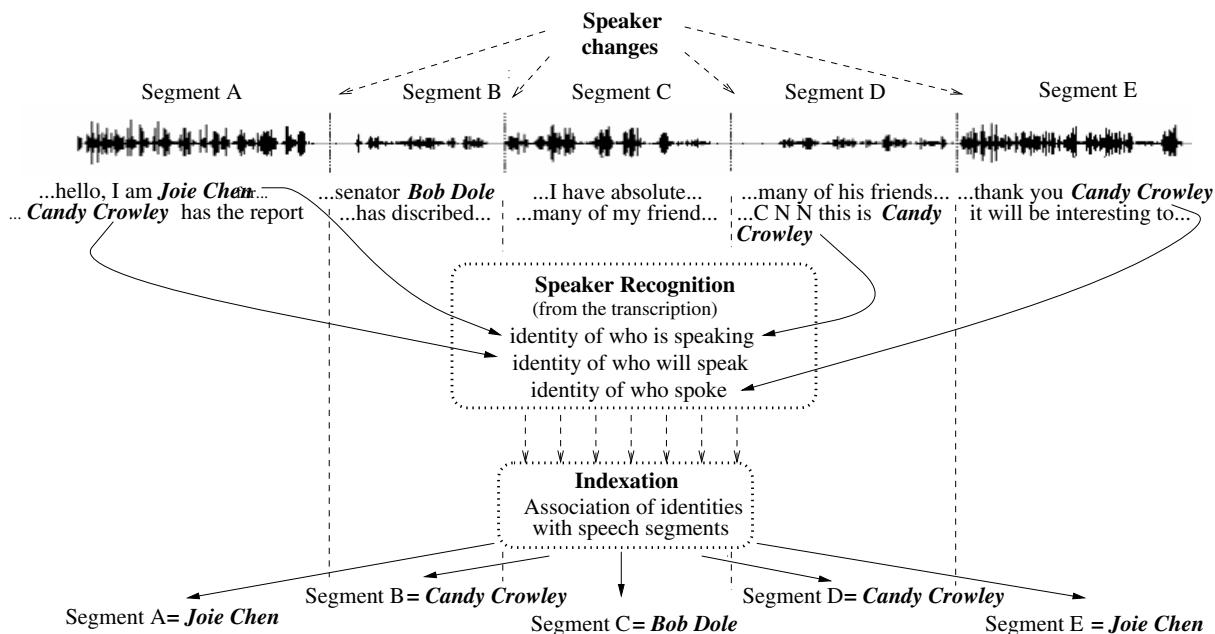 Speaker
changes
Segment A
Segment B
Segment C
Segment D
Segment E
...hello, I am Joie Chen
... Candy Crowley has the report
...senator Bob Dole
...has discribed...
...I have absolute...
...many of my friend...
...many of his friends...
...C N N this is Candy
Crowley
...thank you Candy Crowley
it will be interesting to...
Speaker Recognition
(from the transcription)
identity of who is speaking
identity of who will speak
identity of who spoke
Indexation
Association of identities
with speech segments
Segment A= Joie Chen
Segment B= Candy Crowley
Segment C= Bob Dole
Segment D= Candy Crowley
Segment E = Joie Chen